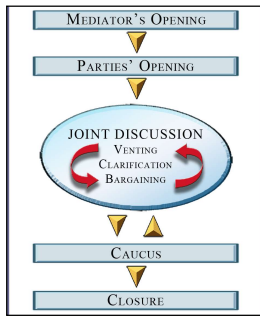 MEDIATOR'S OPENING
PARTIES' OPENING
JOINT DISCUSSION
VENTING
CLARIFICATION
BARGAINING
CAUCUS
CLOSURE